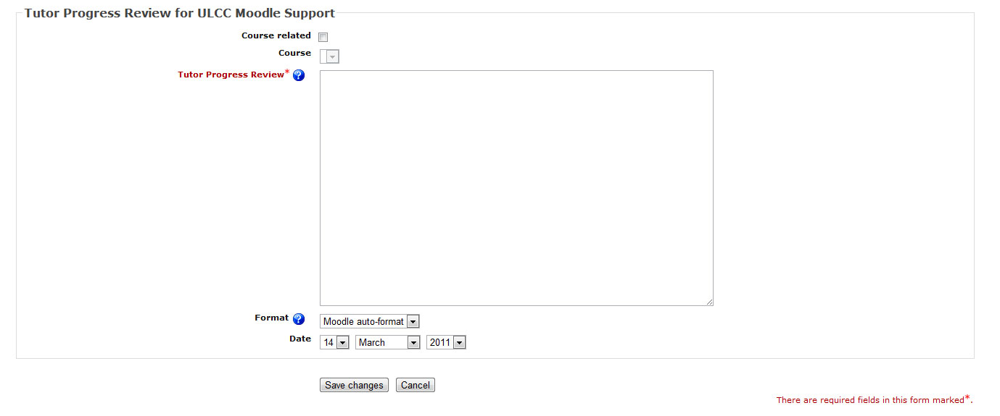 Tutor Progress Review for ULCC Moodle Support
Course related
Course
Tutor Progress Review* ?
Format ? Moodle auto-format
Date 14 March 2011
Save changes Cancel
There are required fields in this form marked*.